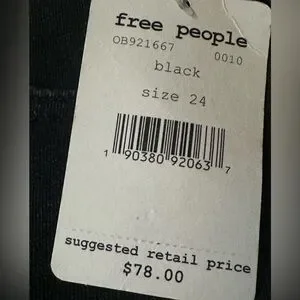 free people
OB921667 0010
black
size 24
1 90380 92063 7
suggested retail price
$78.00